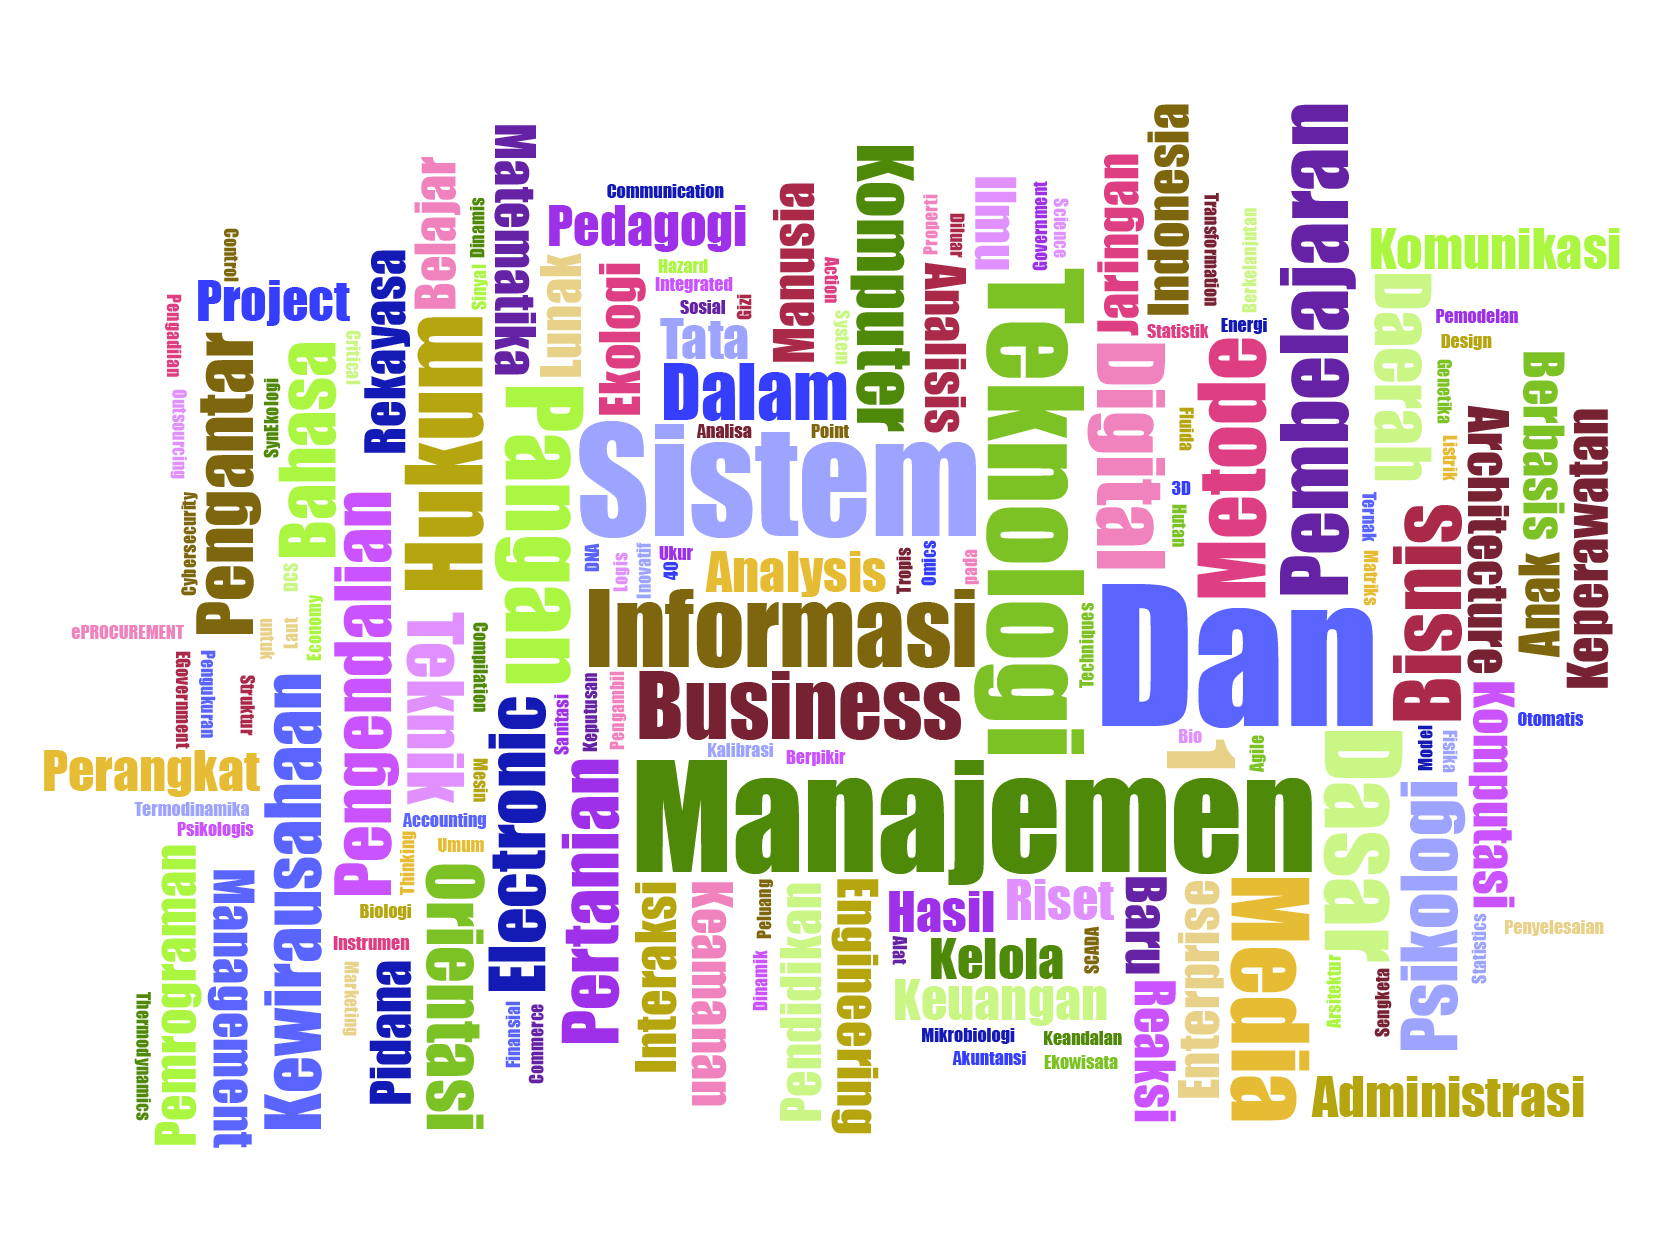 Communication
Pedagogi
Hazard
Integrated
Sosial
Gizi
Tata
Dalam
Analisa
Point
Sistem
Matematika
Belajar
Sinyal
Dinamis
Lunak
Ekologi
Manusia
Action
System
Komputer
Properti
Diluar
Analisis
Ilmu
Government
Science
Jaringan
Indonesia
Transformation
Berkelanjutan
Statistik
Energi
Pembelajaran
Komunikasi
Daerah
Pemodelan
Design
Genetika
Listrik
Berbasis
Architecture
Keperawatan
Anak
Control
Project
Pengadilan
Outsourcing
Pengantar
SynEkologi
Bahasa
Critical
Rekayasa
Hukum
Pangan
Cybersecurity
DCS
Economy
Laut
untuk
ePROCUREMENT
EGovernment
Pengukuran
Struktur
Pengendalian
Teknik
Compilation
DNA
Logis
Inovatif
40
Ukur
Analysis
Tropis
Omics
pada
Teknologi
Digital
Fluida
3D
Hutan
Metode
Ternak
Matriks
Bisnis
Informasi
Business
Techniques
Dan
Sanitasi
Keputusan
Pengambil
Kalibrasi
Berpikir
Bio
1
Agile
Model
Fisika
Komputasi
Otomatis
Perangkat
Termodinamika
Psikologis
Kewirausahaan
Accounting
Umum
Mesin
Thinking
Electronic
Pertanian
Manajemen
Dasar
Psikologi
Statistics
Penyelesaian
Biologi
Instrumen
Marketing
Pidana
Orientasi
Pemrograman
Management
Thermodynamics
Finansial
Commerce
Interaksi
Keamanan
Peluang
Dinamik
Pendidikan
Engineering
Hasil
Riset
Alat
Kelola
SCADA
Keuangan
Mikrobiologi
Keandalan
Akuntansi
Ekowisata
Baru
Reaksi
Enterprise
Media
Arsitektur
Sengketa
Administrasi